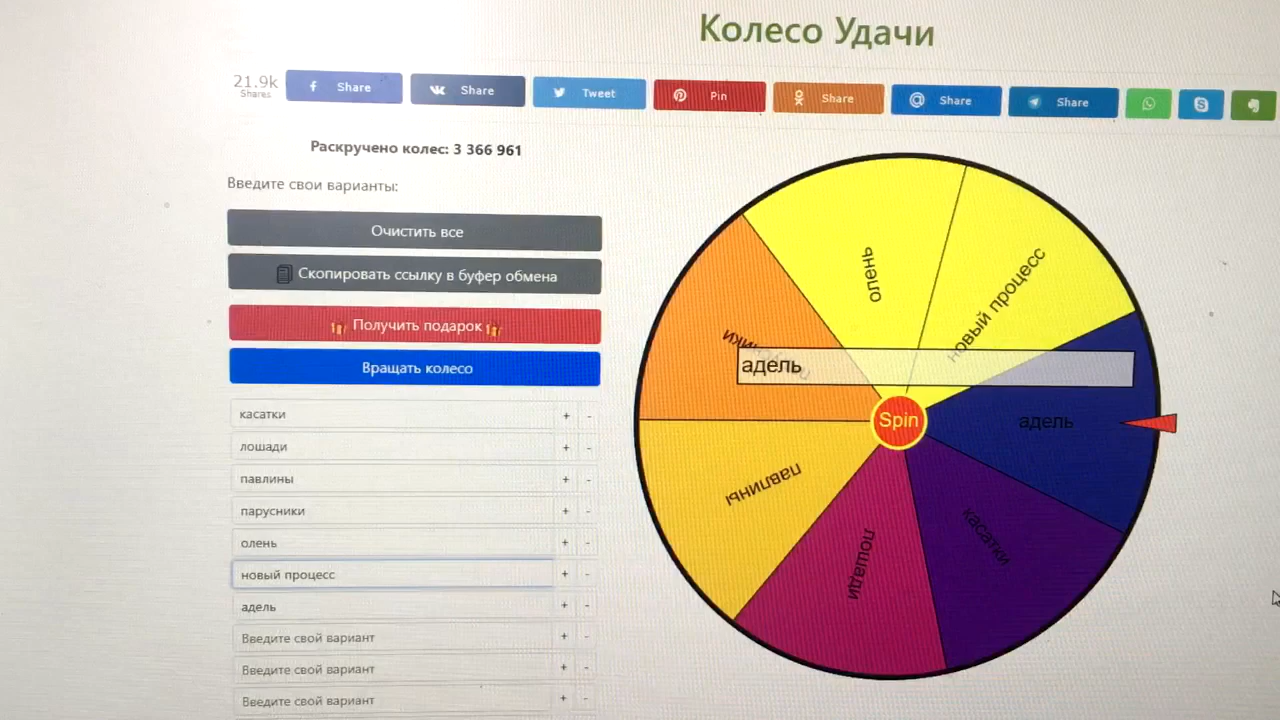 Колесо Удачи
21.9k
Shares
Share
Share
Tweet
Pin
Share
Share
Share
Раскручено колес: 3 366 961
Введите свои варианты:
Очистить все
Скопировать ссылку в буфер обмена
Получить подарок
Вращать колесо
касатки + -
лошади + -
павлины + -
парусники + -
олень + -
новый процесс + -
адель + -
Введите свой вариант + -
Введите свой вариант + -
Введите свой вариант + -
олень
новый процесс
парусники
адель
Spin
адель
павлины
касатки
лошади